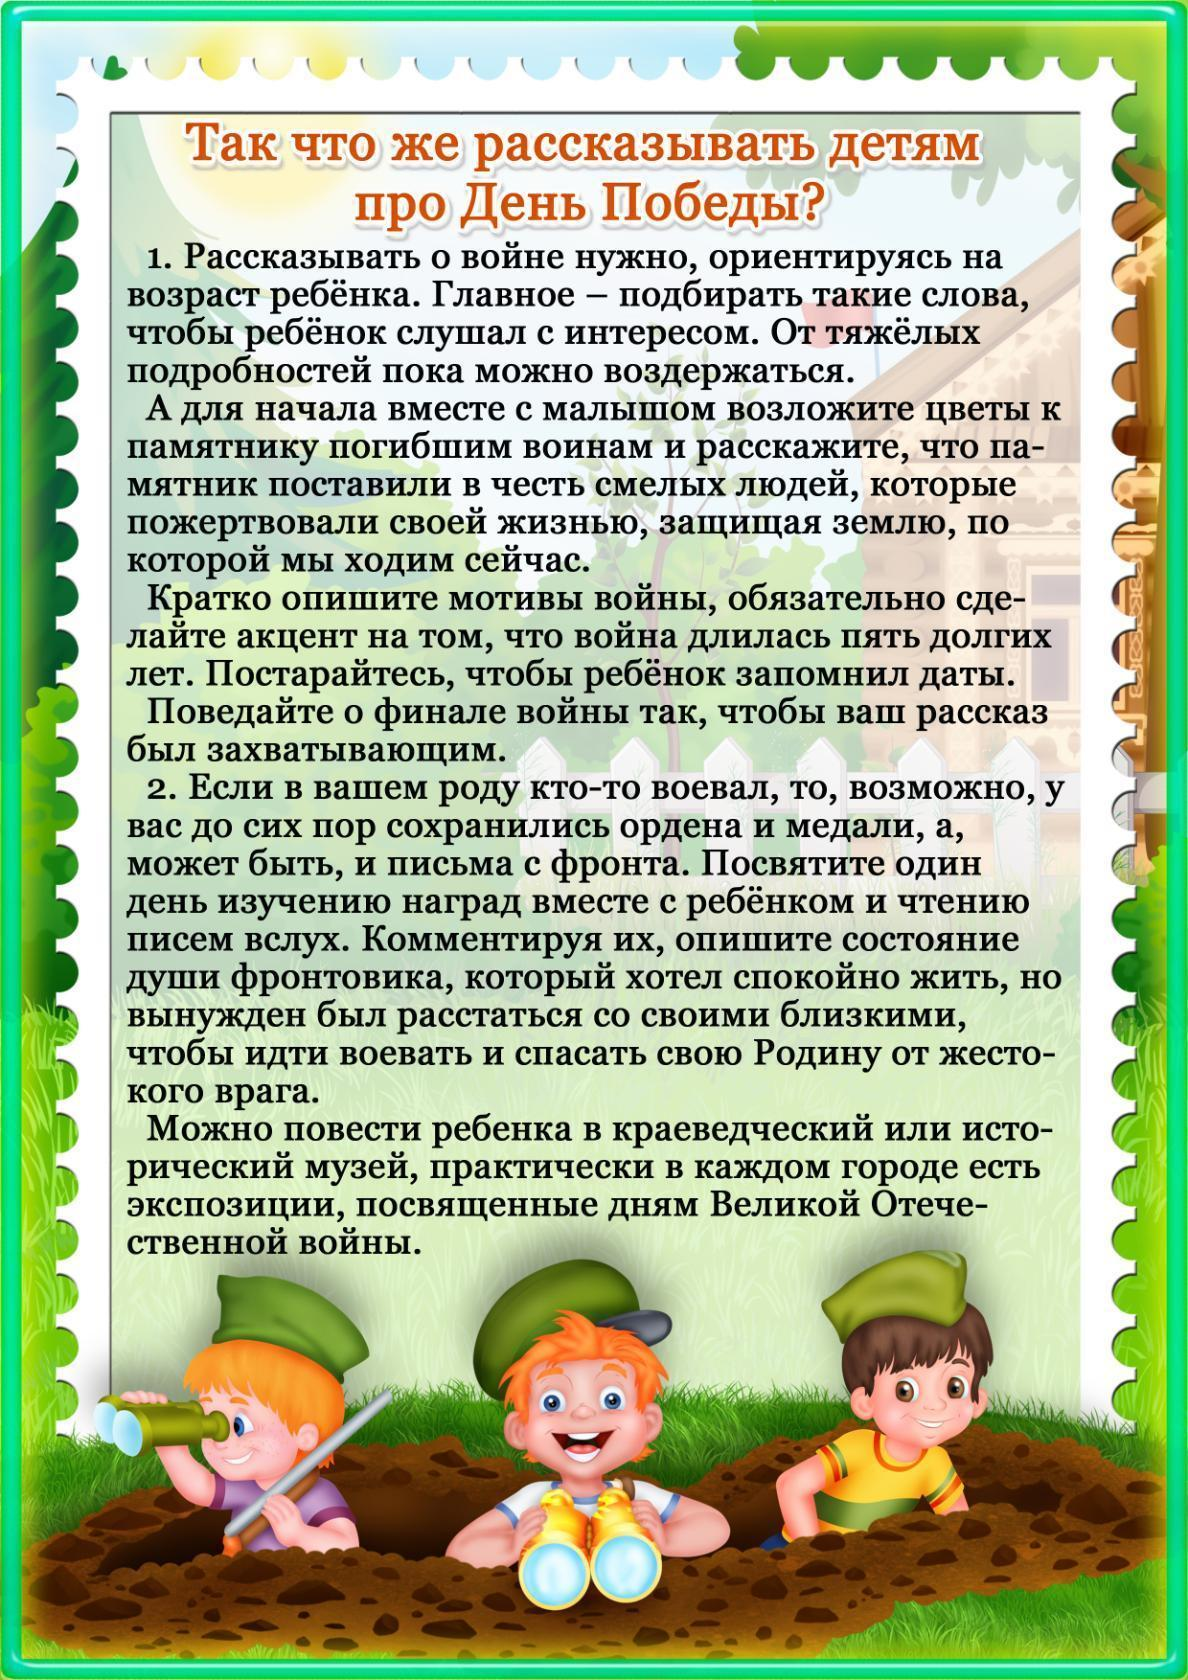 Так что же рассказывать детям
про День Победы?
1. Рассказывать о войне нужно, ориентируясь на
возраст ребёнка. Главное – подбирать такие слова,
чтобы ребёнок слушал с интересом. От тяжёлых
подробностей пока можно воздержаться.
А для начала вместе с малышом возложите цветы к
памятнику погибшим воинам и расскажите, что па-
мятник поставили в честь смелых людей, которые
пожертвовали своей жизнью, защищая землю, по
которой мы ходим сейчас.
Кратко опишите мотивы войны, обязательно сде-
лайте акцент на том, что война длилась пять долгих
лет. Постарайтесь, чтобы ребёнок запомнил даты.
Поведайте о финале войны так, чтобы ваш рассказ
был захватывающим.
2. Если в вашем роду кто-то воевал, то, возможно, у
вас до сих пор сохранились ордена и медали, а,
может быть, и письма с фронта. Посвятите один
день изучению наград вместе с ребёнком и чтению
писем вслух. Комментируя их, опишите состояние
души фронтовика, который хотел спокойно жить, но
вынужден был расстаться со своими близкими,
чтобы идти воевать и спасать свою Родину от жесто-
кого врага.
Можно повести ребенка в краеведческий или исто-
рический музей, практически в каждом городе есть
экспозиции, посвященные дням Великой Отече-
ственной войны.